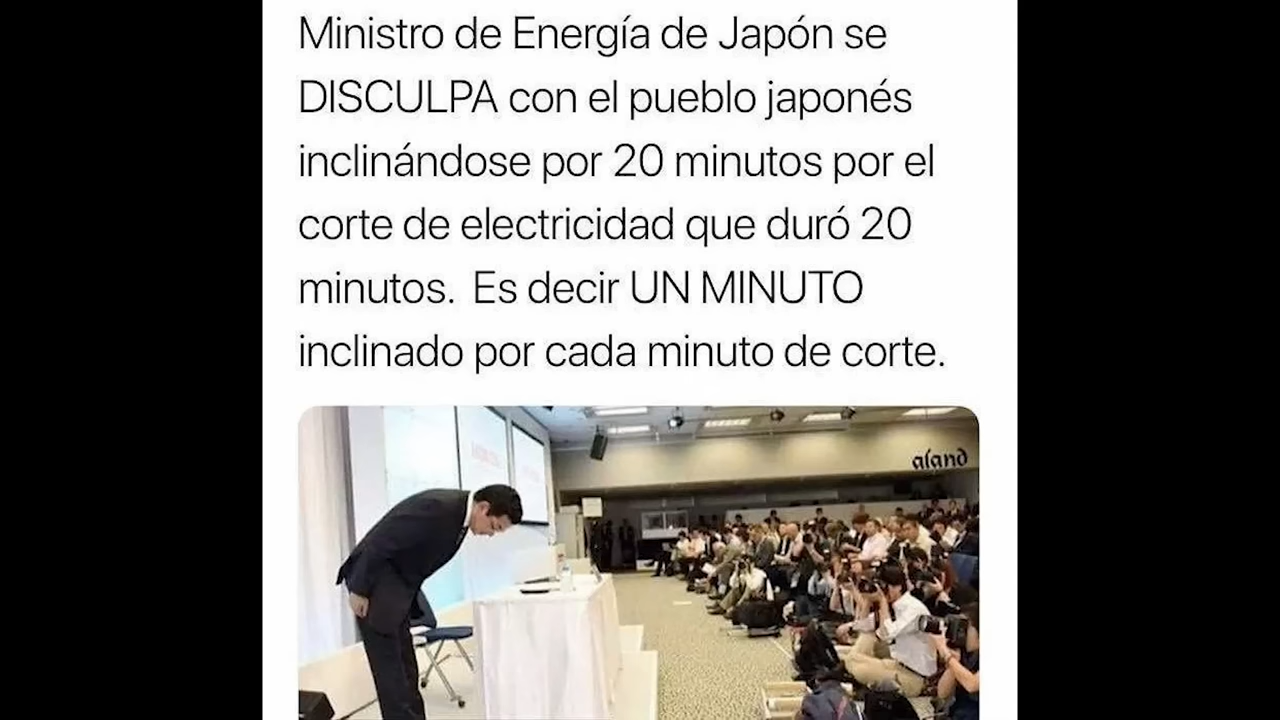 Ministro de Energía de Japón se
DISCULPA con el pueblo japonés
inclinándose por 20 minutos por el
corte de electricidad que duró 20
minutos. Es decir UN MINUTO
inclinado por cada minuto de corte.
aland